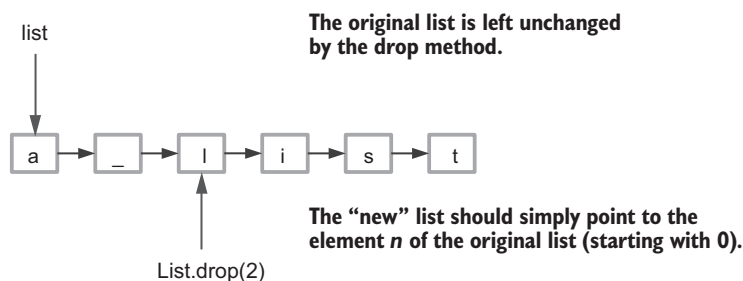 The original list is left unchanged
by the drop method.
list
a _ l i s t
The “new” list should simply point to the
element n of the original list (starting with 0).
List.drop(2)